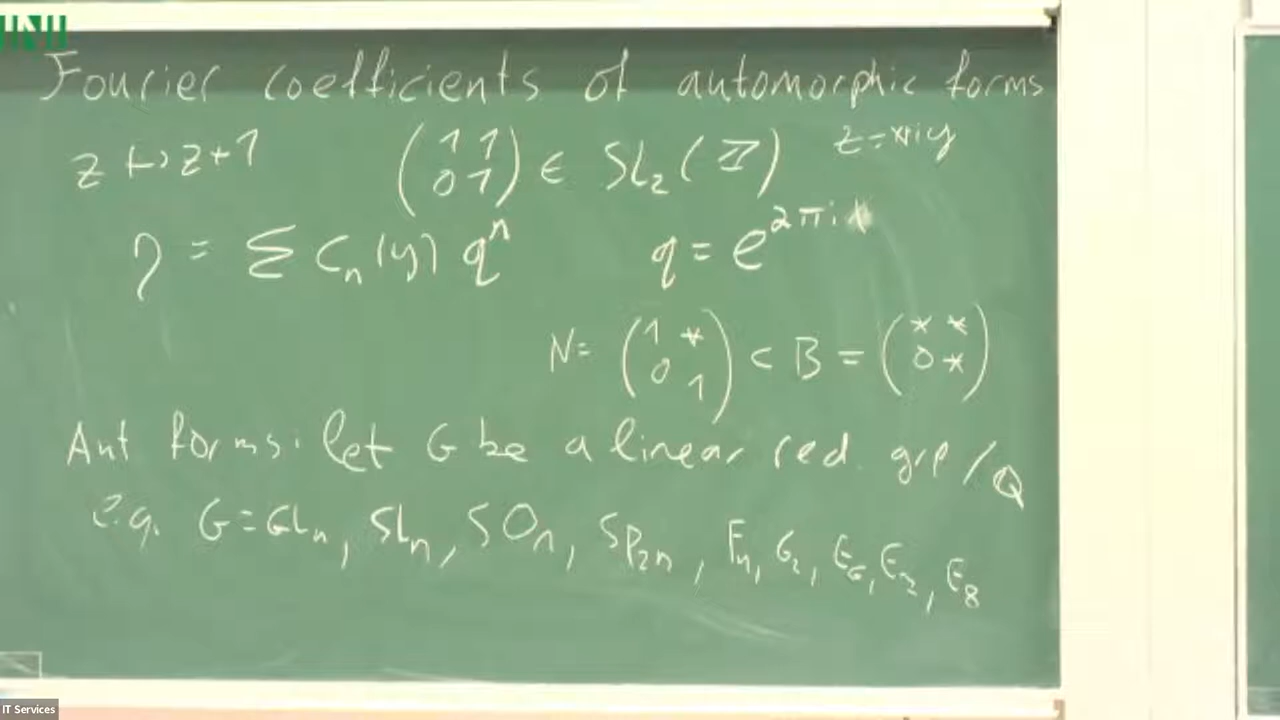 Fourier coefficients of automorphic forms
z ↦ z+1 (1 1 0 1) ∈ SL₂(ℤ) z=x+iy
η = Σ Cₙ(y) qⁿ q = e^{2πix}
N = (1 * 0 1) ⊂ B = (* * 0 *)
Aut forms: let G be a linear red. grp /Q
e.g. G=GLₙ, SLₙ, SOₙ, Sp₂ₙ, F₄, G₂, E₆, E₇, E₈
IT Services